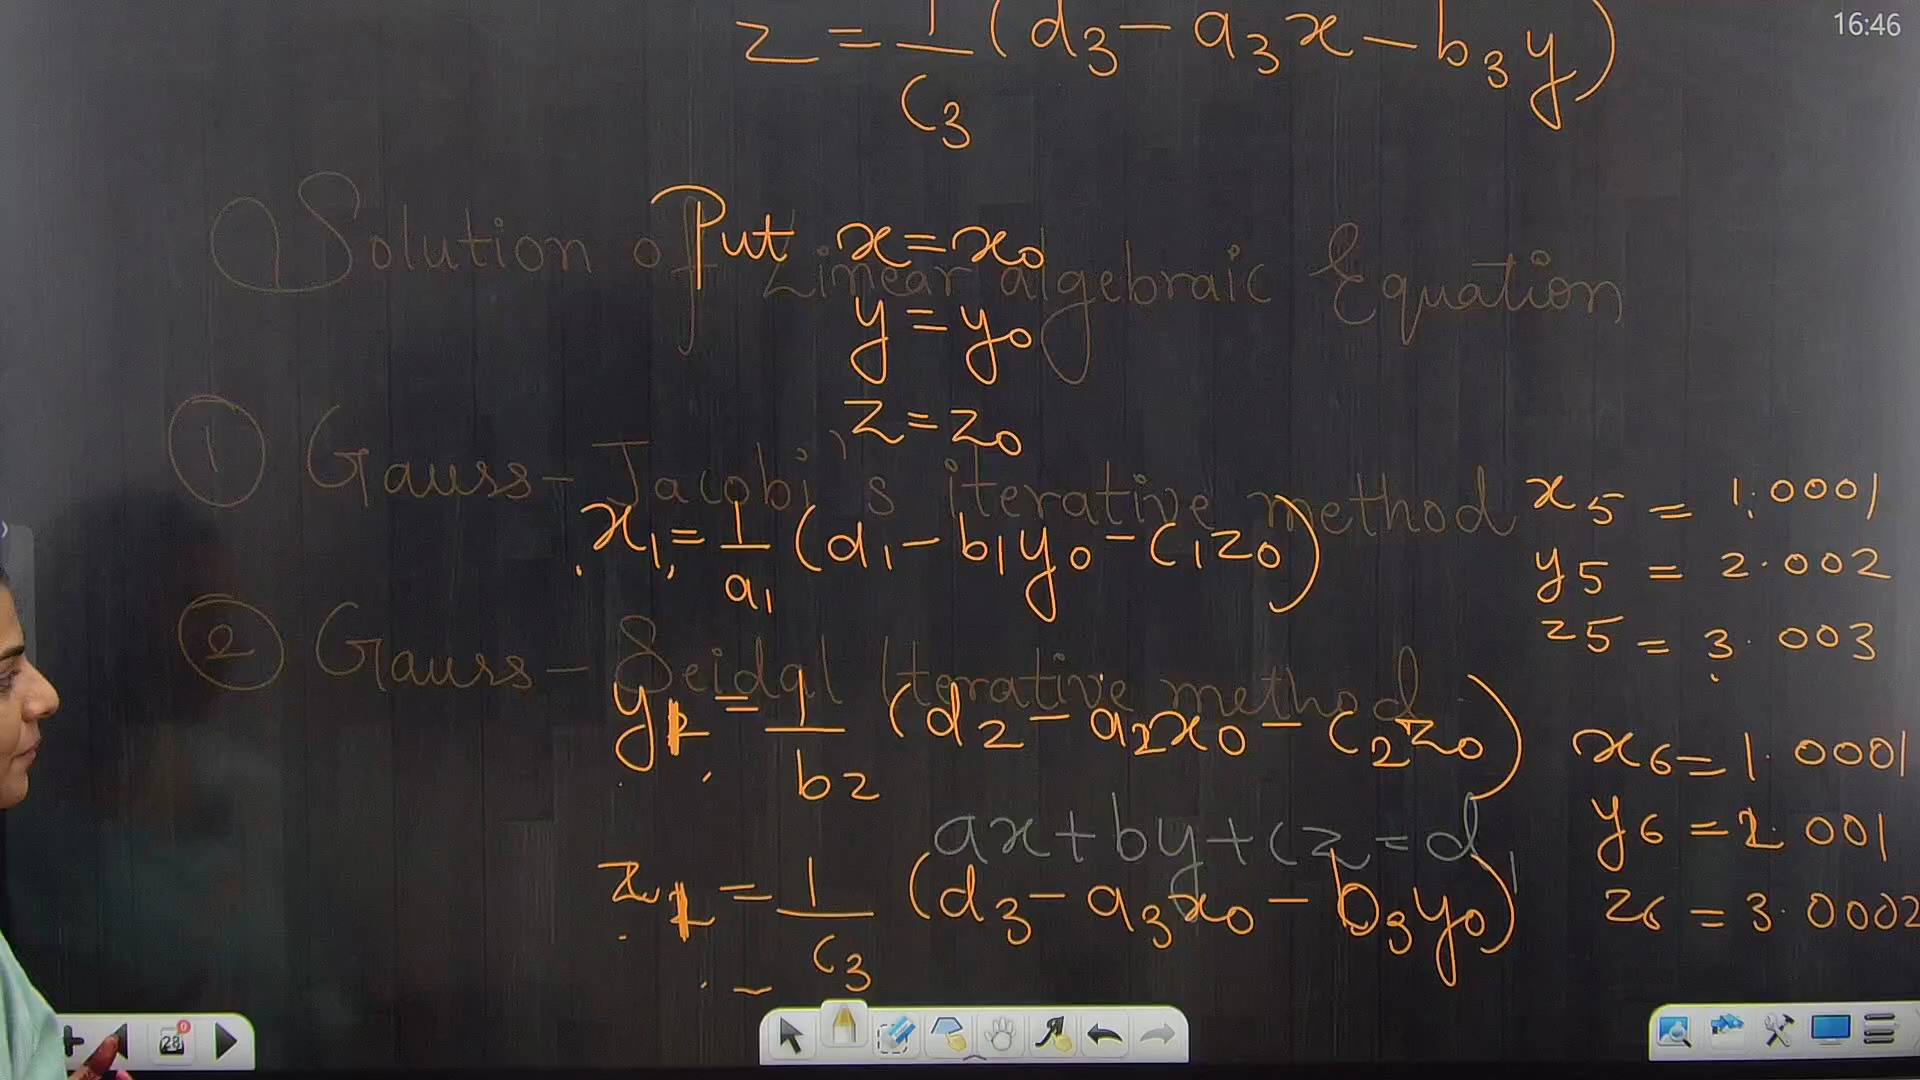 16:46
z = 1/c3 (d3 - a3x - b3y)
Solution of Linear algebraic Equation
Put x = x0
y = y0
z = z0
① Gauss-Jacobi's iterative method
x1 = 1/a1 (d1 - b1y0 - c1z0)
② Gauss-Seidal Iterative method
y1 = 1/b2 (d2 - a2x0 - c2z0)
ax+by+cz=d
z1 = 1/c3 (d3 - a3x0 - b3y0)
x5 = 1.0001
y5 = 2.002
z5 = 3.003
x6 = 1.0001
y6 = 2.001
z6 = 3.0002
28
0